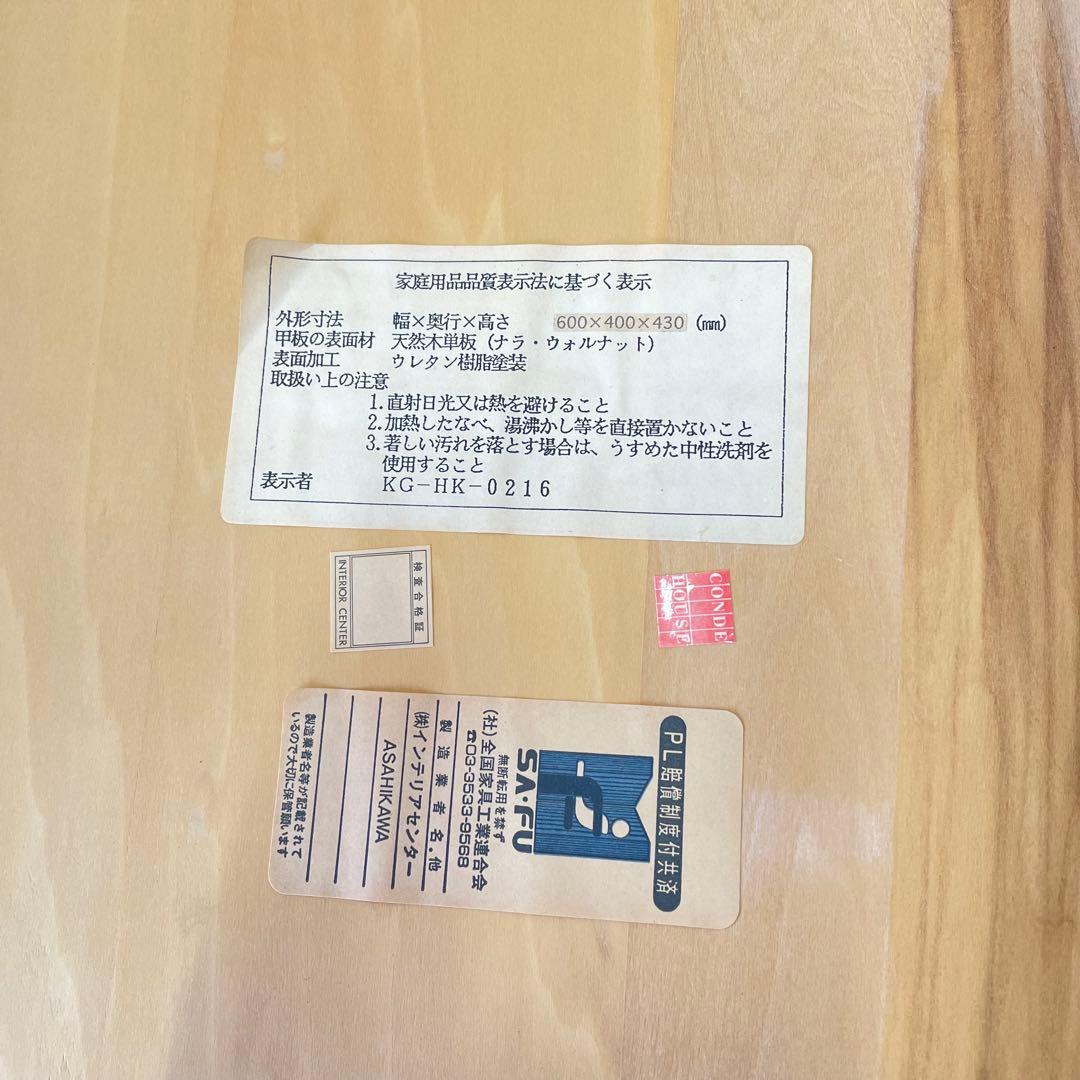 家庭用品品質表示法に基づく表示
外形寸法 幅×奥行×高さ 600×400×430 (㎜)
甲板の表面材 天然木単板（ナラ・ウォルナット）
表面加工 ウレタン樹脂塗装
取扱い上の注意
1.直射日光又は熱を避けること
2.加熱したなべ、湯沸かし等を直接置かないこと
3.著しい汚れを落とす場合は、うすめた中性洗剤を
使用すること
表示者 KG-HK-0216
検査合格証
INTERIOR CENTER
CONDE
HOUSE
PL賠償制度付共済
SA・FU
無断転用を禁ず
(社)全国家具工業連合会
☎03-3533-9568
製造業者名・他
㈱インテリアセンター
ASAHIKAWA
製造業者名等が記載されて
いるので大切に保管願います